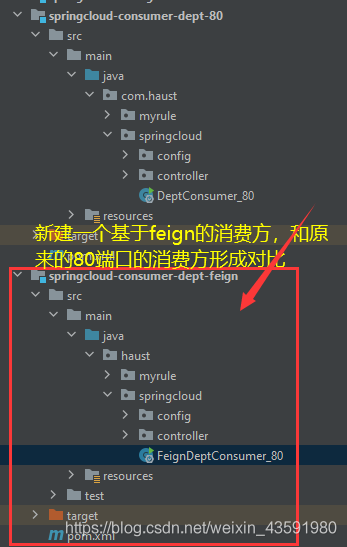 springcloud-consumer-dept-80
src
main
java
com.haust
myrule
springcloud
config
controller
DeptConsumer_80
resources
新建一个基于feign的消费方，和原
target
来的80端口的消费方形成对比
springcloud-consumer-dept-feign
src
main
java
haust
myrule
springcloud
config
controller
FeignDeptConsumer_80
resources
test
target
https://blog.csdn.net/weixin_43591980
pom.xml